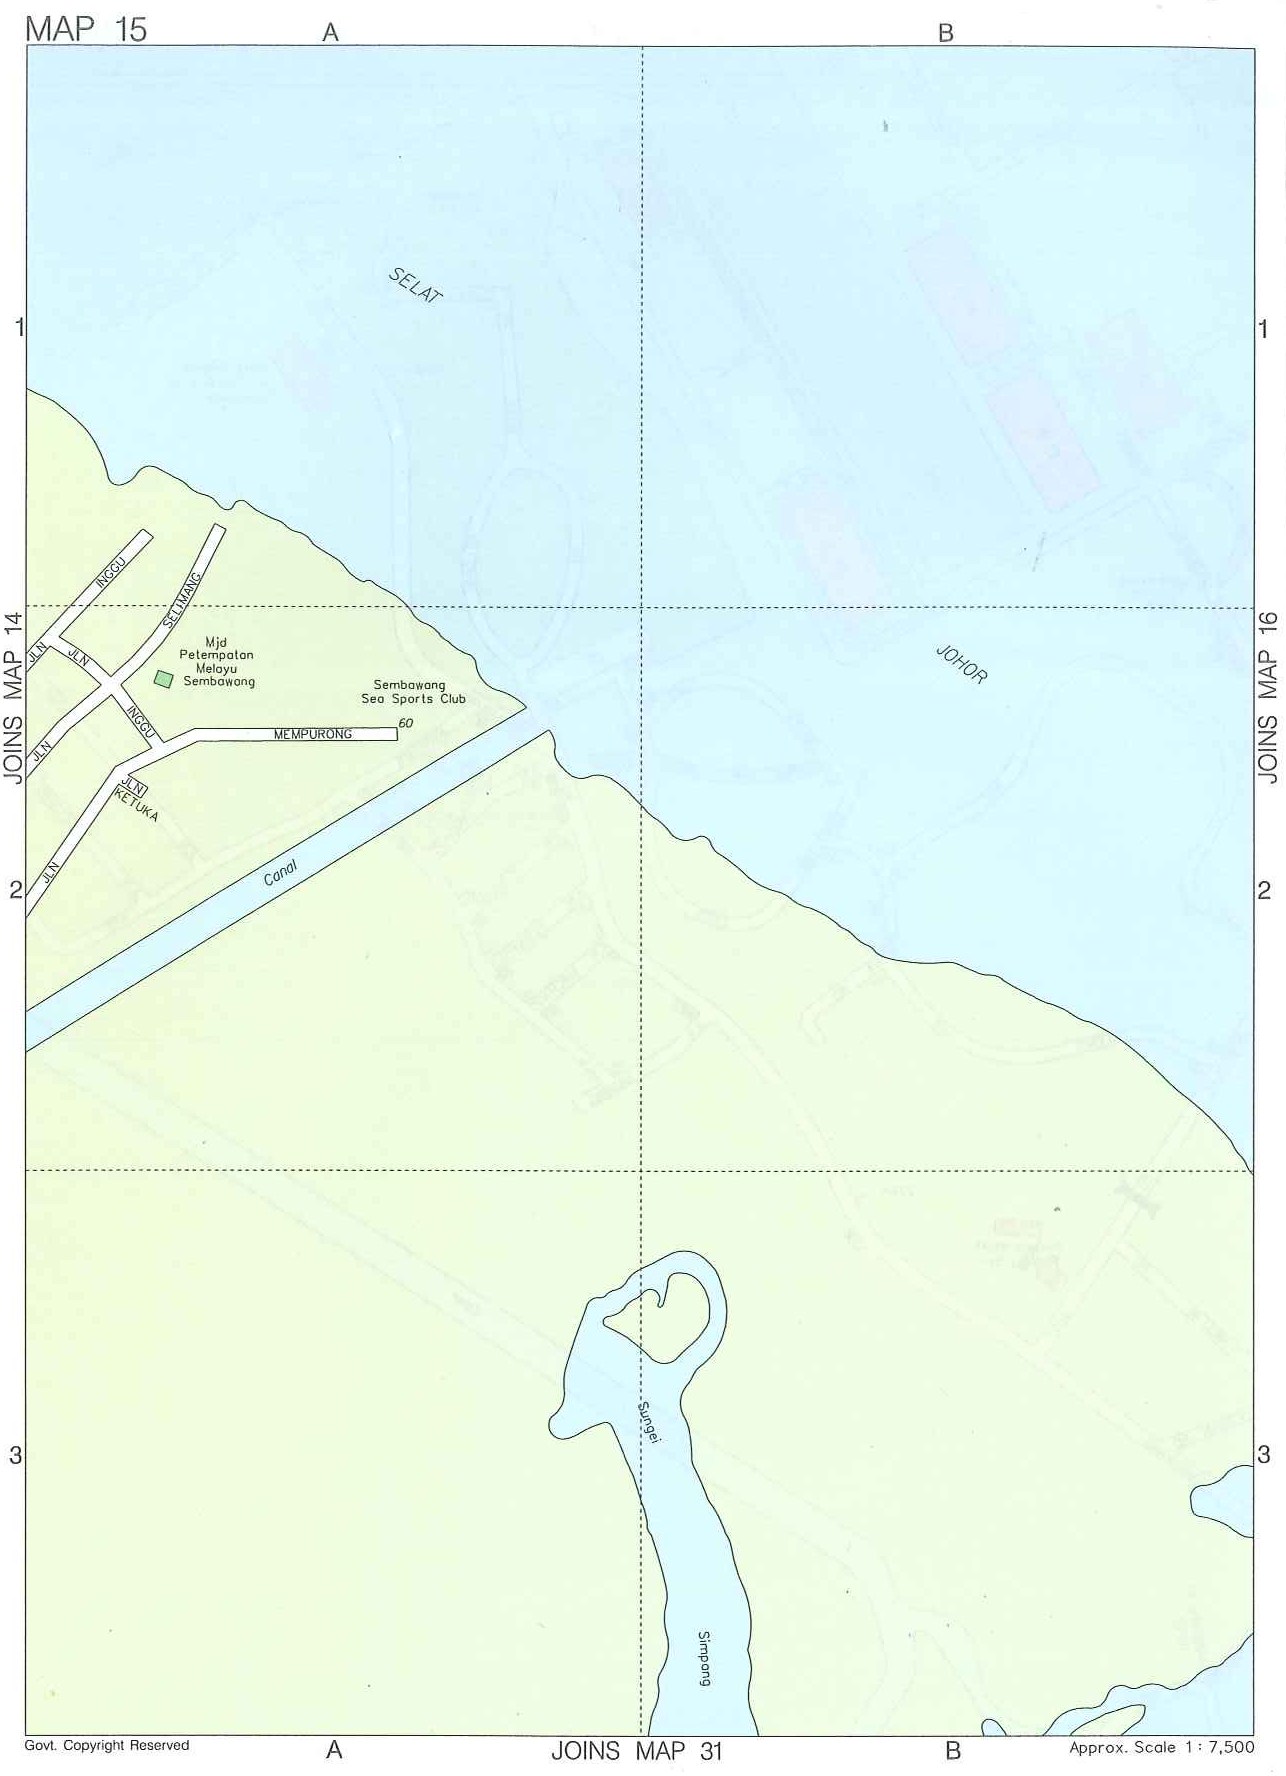 MAP 15
A
B
SELAT
1
1
INGGU
SELIMANG
JOINS MAP 14
JOINS MAP 16
JLN
JLN
Mjd
Petempatan
Melayu
Sembawang
JOHOR
Sembawang
Sea Sports Club
60
INGGU
MEMPURONG
JLN
JLN
KETUKA
JLN
Canal
2
2
Sungei
3
3
Simpang
Govt. Copyright Reserved
A
JOINS MAP 31
B
Approx. Scale 1 : 7,500